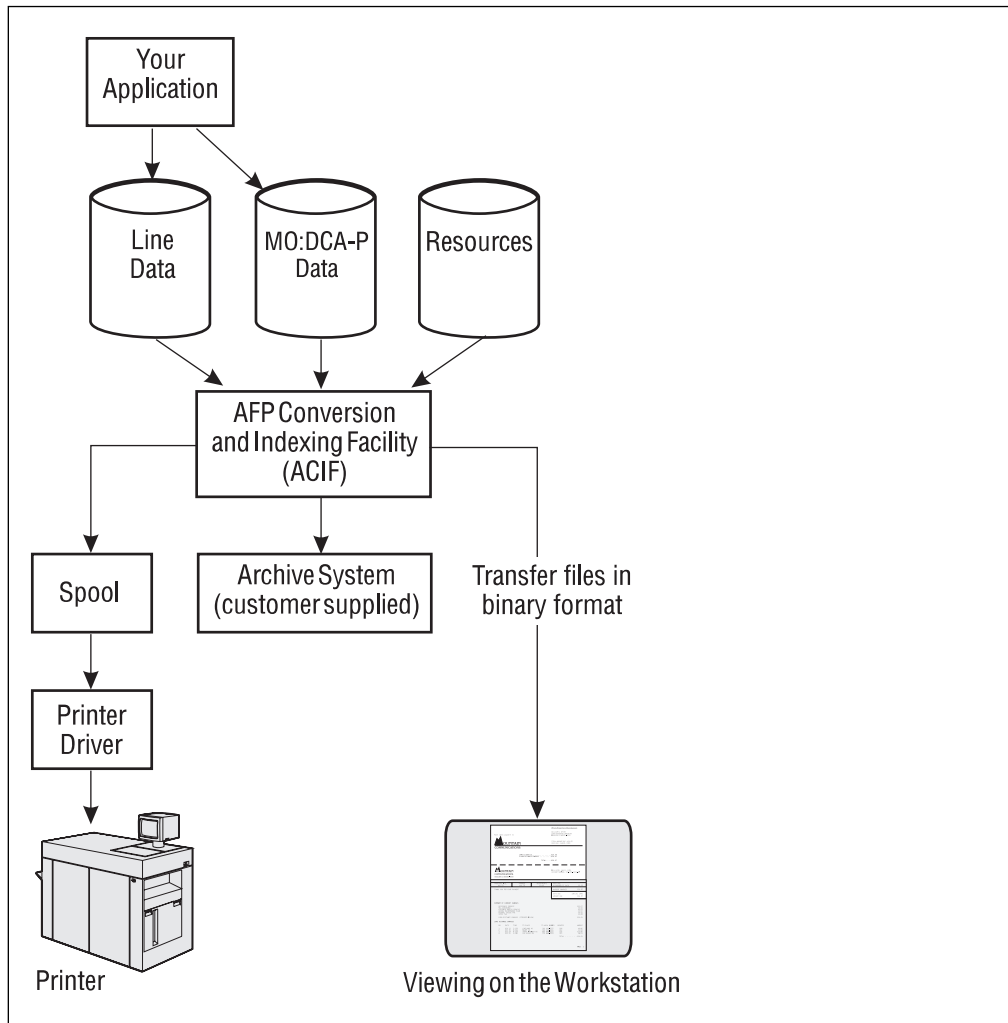 Your
Application
Line
Data
MO:DCA-P
Data
Resources
AFP Conversion
and Indexing Facility
(ACIF)
Spool
Archive System
(customer supplied)
Transfer files in
binary format
Printer
Driver
Printer
Viewing on the Workstation